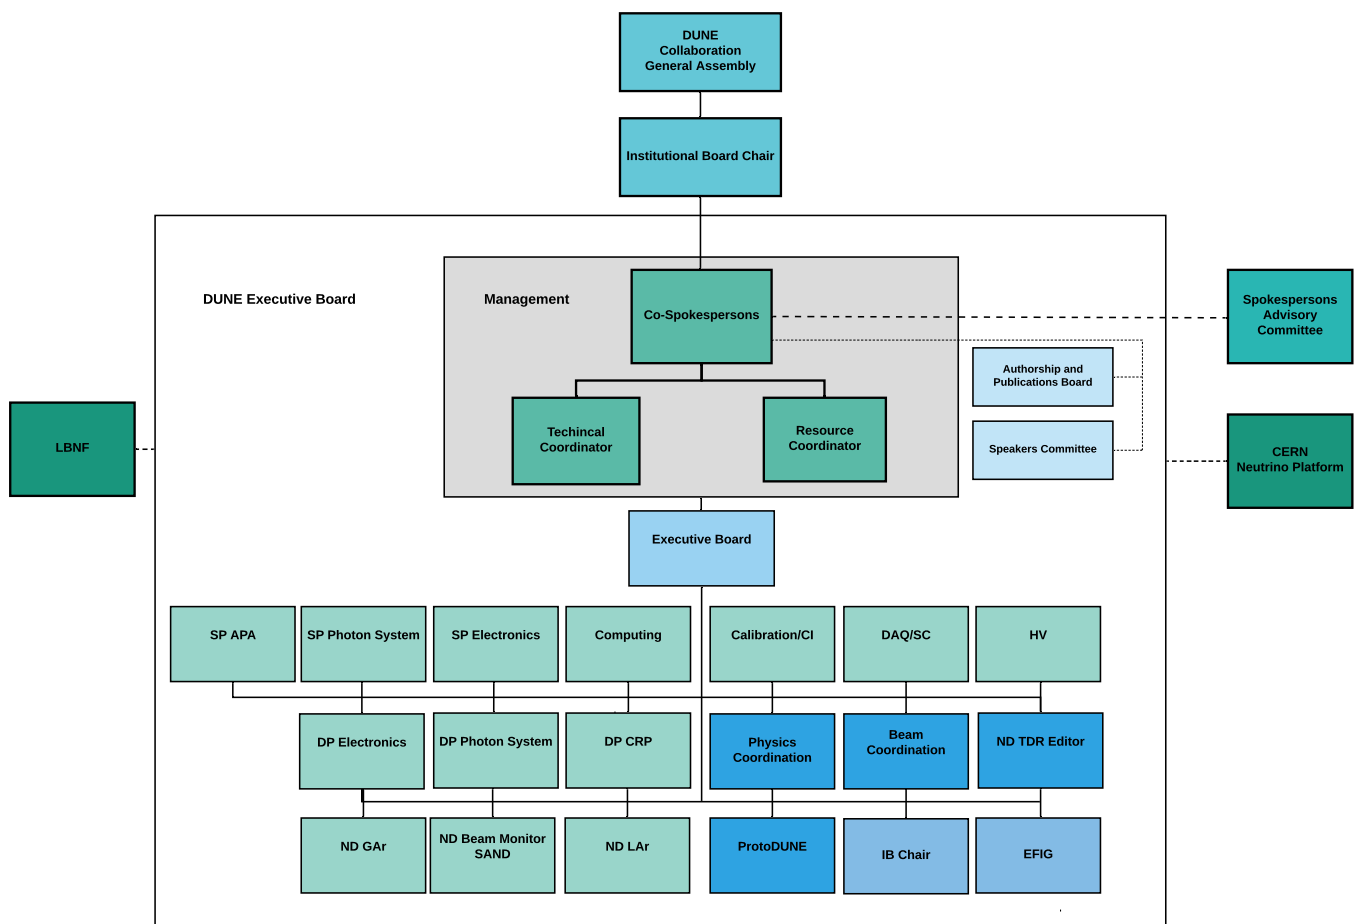 DUNE
Collaboration
General Assembly
Institutional Board Chair
DUNE Executive Board
Management
Co-Spokespersons
Spokespersons
Advisory
Committee
Authorship and
Publications Board
Techincal
Coordinator
Resource
Coordinator
Speakers Committee
LBNF
CERN
Neutrino Platform
Executive Board
SP APA
SP Photon System
SP Electronics
Computing
Calibration/CI
DAQ/SC
HV
DP Electronics
DP Photon System
DP CRP
Physics
Coordination
Beam
Coordination
ND TDR Editor
ND GAr
ND Beam Monitor
SAND
ND LAr
ProtoDUNE
IB Chair
EFIG